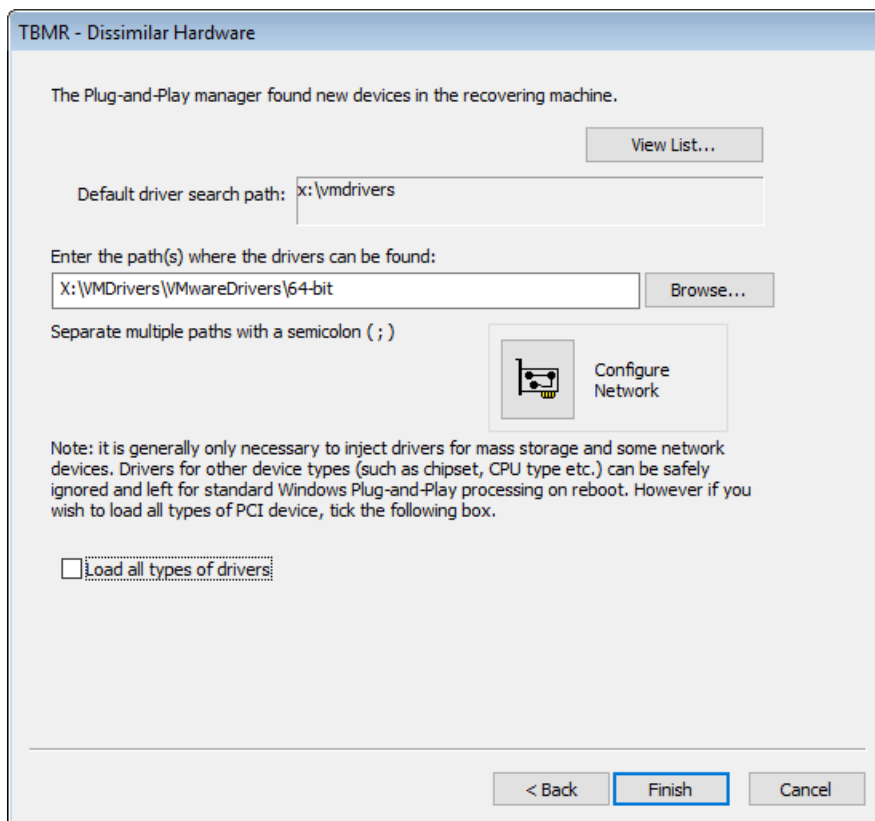 TBMR - Dissimilar Hardware
The Plug-and-Play manager found new devices in the recovering machine.
View List...
Default driver search path:
x:\vmdrivers
Enter the path(s) where the drivers can be found:
X:\VMDrivers\VMwareDrivers\64-bit
Browse...
Separate multiple paths with a semicolon ( ; )
Configure
Network
Note: it is generally only necessary to inject drivers for mass storage and some network
devices. Drivers for other device types (such as chipset, CPU type etc.) can be safely
ignored and left for standard Windows Plug-and-Play processing on reboot. However if you
wish to load all types of PCI device, tick the following box.
Load all types of drivers
< Back
Finish
Cancel